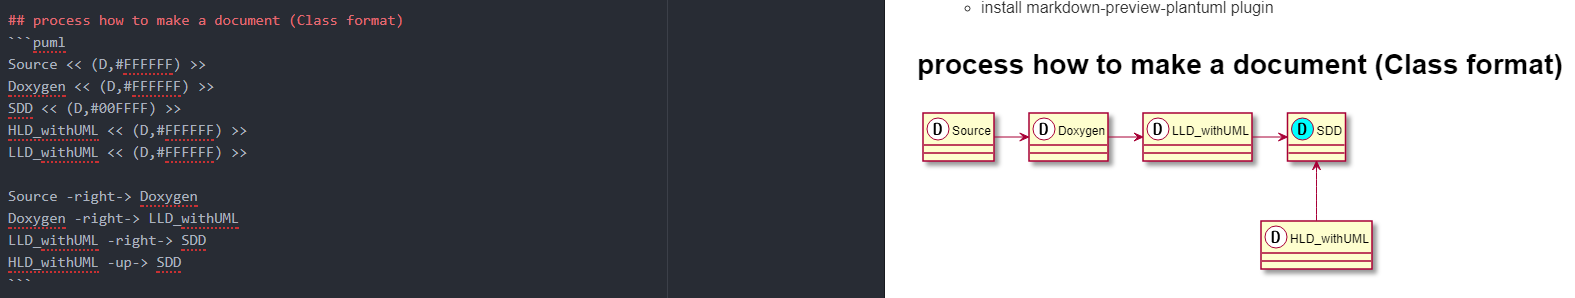 ## process how to make a document (Class format)
```puml
Source << (D,#FFFFFF) >>
Doxygen << (D,#FFFFFF) >>
SDD << (D,#00FFFF) >>
HLD_withUML << (D,#FFFFFF) >>
LLD_withUML << (D,#FFFFFF) >>

Source -right-> Doxygen
Doxygen -right-> LLD_withUML
LLD_withUML -right-> SDD
HLD_withUML -up-> SDD
```
install markdown-preview-plantuml plugin
process how to make a document (Class format)
D Source
D Doxygen
D LLD_withUML
D SDD
D HLD_withUML